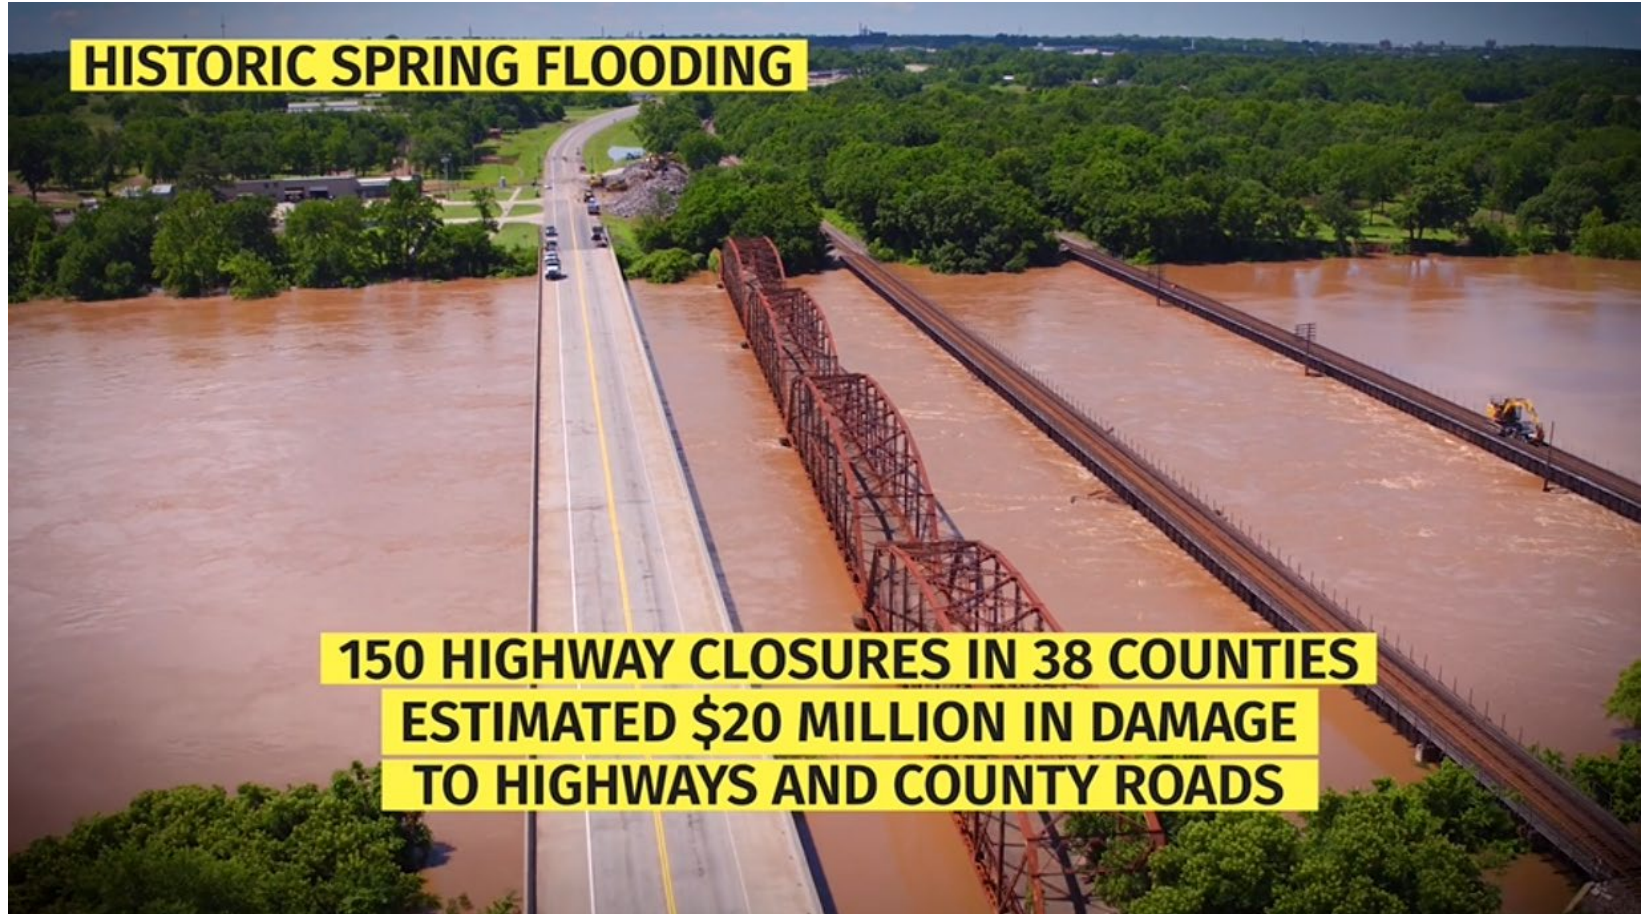 HISTORIC SPRING FLOODING
150 HIGHWAY CLOSURES IN 38 COUNTIES
ESTIMATED $20 MILLION IN DAMAGE
TO HIGHWAYS AND COUNTY ROADS